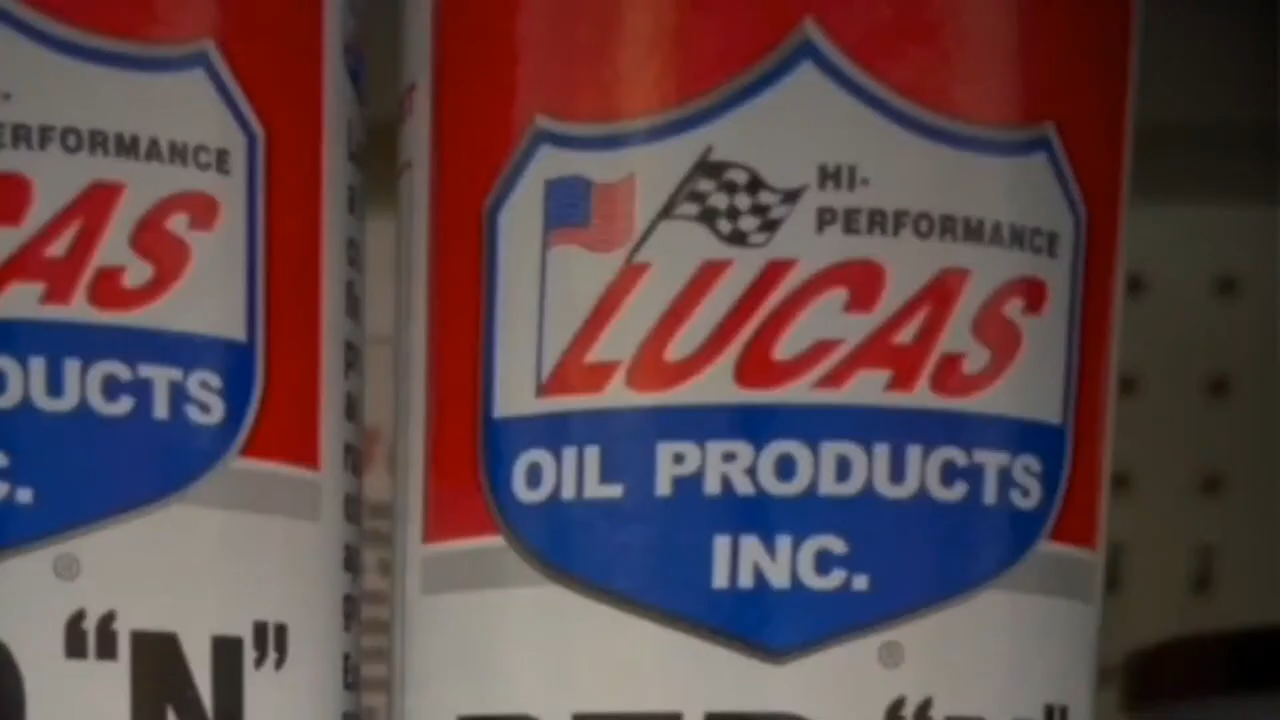 ERFORMANCE
CAS
DUCTS
C.
®
"N"
HI-
PERFORMANCE
LUCAS
OIL PRODUCTS
INC.
®